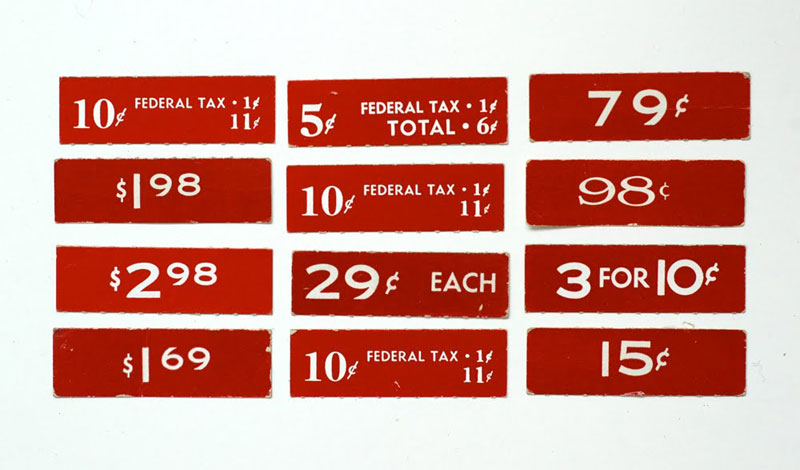 10¢ FEDERAL TAX • 1¢
11¢
5¢ FEDERAL TAX • 1¢
TOTAL • 6¢
79¢
$1.98
10¢ FEDERAL TAX • 1¢
11¢
98¢
$2.98
29¢ EACH
3 FOR 10¢
$1.69
10¢ FEDERAL TAX • 1¢
11¢
15¢